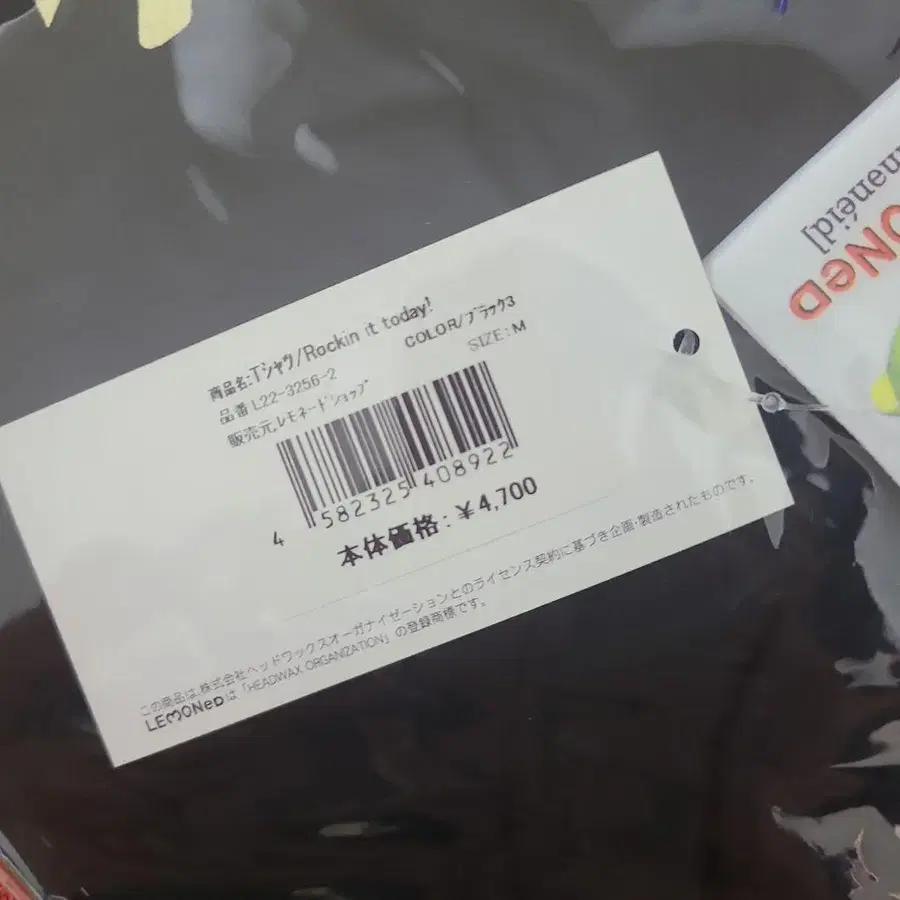 商品名:Tシャツ/Rockin it today!
品番 L22-3256-2
COLOR/ブラック3
販売元.レモネードショップ
SIZE:M
4 582325 408922
本体価格:¥4,700
この商品は、株式会社ヘッドワックスオーガナイゼーションとのライセンス契約に基づき企画・製造されたものです。
LEMONeDは「HEADWAX ORGANIZATION」の登録商標です。
ONeD
manéid]